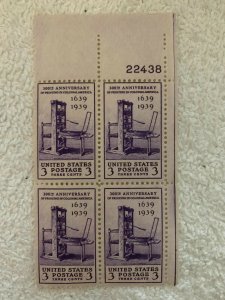 22438
300TH ANNIVERSARY
OF PRINTING IN COLONIAL AMERICA
1639
1939
UNITED STATES
3 POSTAGE 3
THREE CENTS
300TH ANNIVERSARY
OF PRINTING IN COLONIAL AMERICA
1639
1939
UNITED STATES
3 POSTAGE 3
THREE CENTS
300TH ANNIVERSARY
OF PRINTING IN COLONIAL AMERICA
1639
1939
UNITED STATES
3 POSTAGE 3
THREE CENTS
300TH ANNIVERSARY
OF PRINTING IN COLONIAL AMERICA
1639
1939
UNITED STATES
3 POSTAGE 3
THREE CENTS